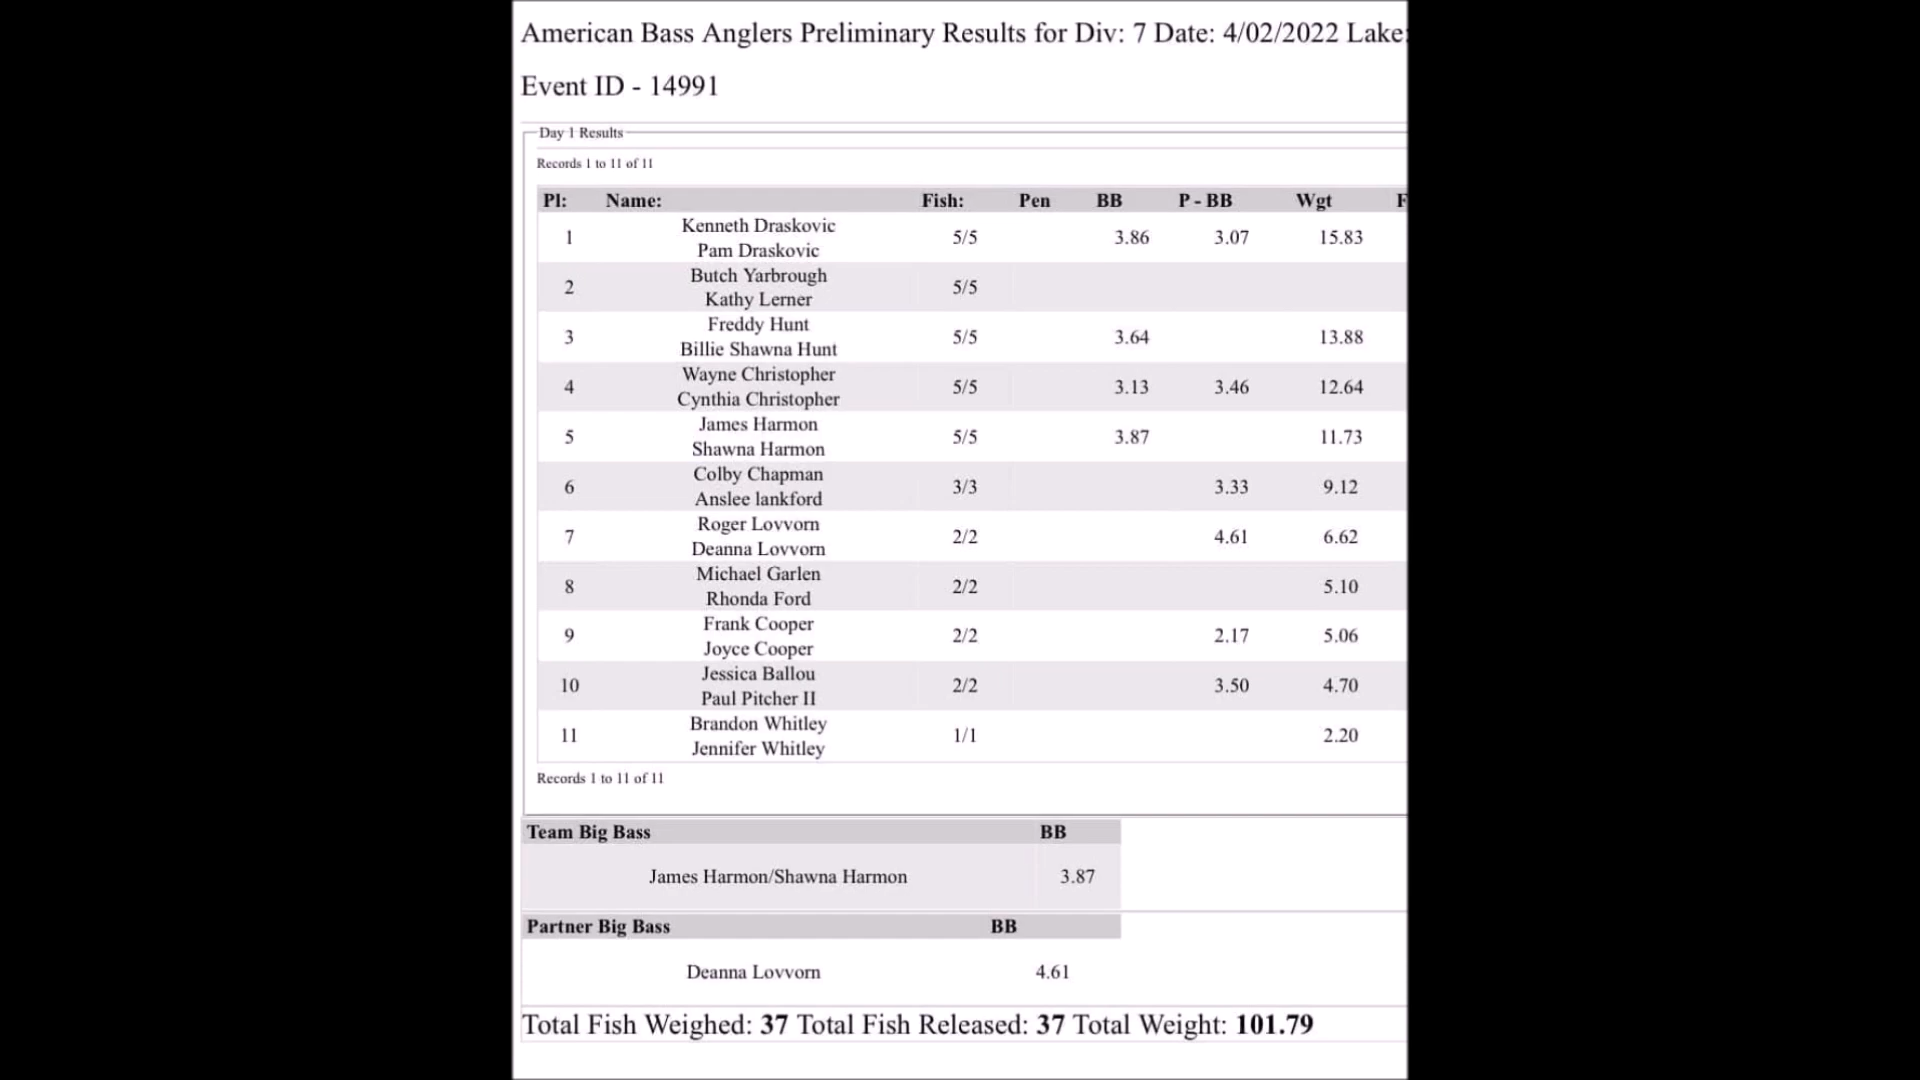 American Bass Anglers Preliminary Results for Div: 7 Date: 4/02/2022 Lake:
Event ID - 14991
Day 1 Results
Records 1 to 11 of 11
Pl: Name: Fish: Pen BB P - BB Wgt F
1 Kenneth Draskovic Pam Draskovic 5/5 3.86 3.07 15.83
2 Butch Yarbrough Kathy Lerner 5/5
3 Freddy Hunt Billie Shawna Hunt 5/5 3.64 13.88
4 Wayne Christopher Cynthia Christopher 5/5 3.13 3.46 12.64
5 James Harmon Shawna Harmon 5/5 3.87 11.73
6 Colby Chapman Anslee lankford 3/3 3.33 9.12
7 Roger Lovvorn Deanna Lovvorn 2/2 4.61 6.62
8 Michael Garlen Rhonda Ford 2/2 5.10
9 Frank Cooper Joyce Cooper 2/2 2.17 5.06
10 Jessica Ballou Paul Pitcher II 2/2 3.50 4.70
11 Brandon Whitley Jennifer Whitley 1/1 2.20
Records 1 to 11 of 11
Team Big Bass BB
James Harmon/Shawna Harmon 3.87
Partner Big Bass BB
Deanna Lovvorn 4.61
Total Fish Weighed: 37 Total Fish Released: 37 Total Weight: 101.79